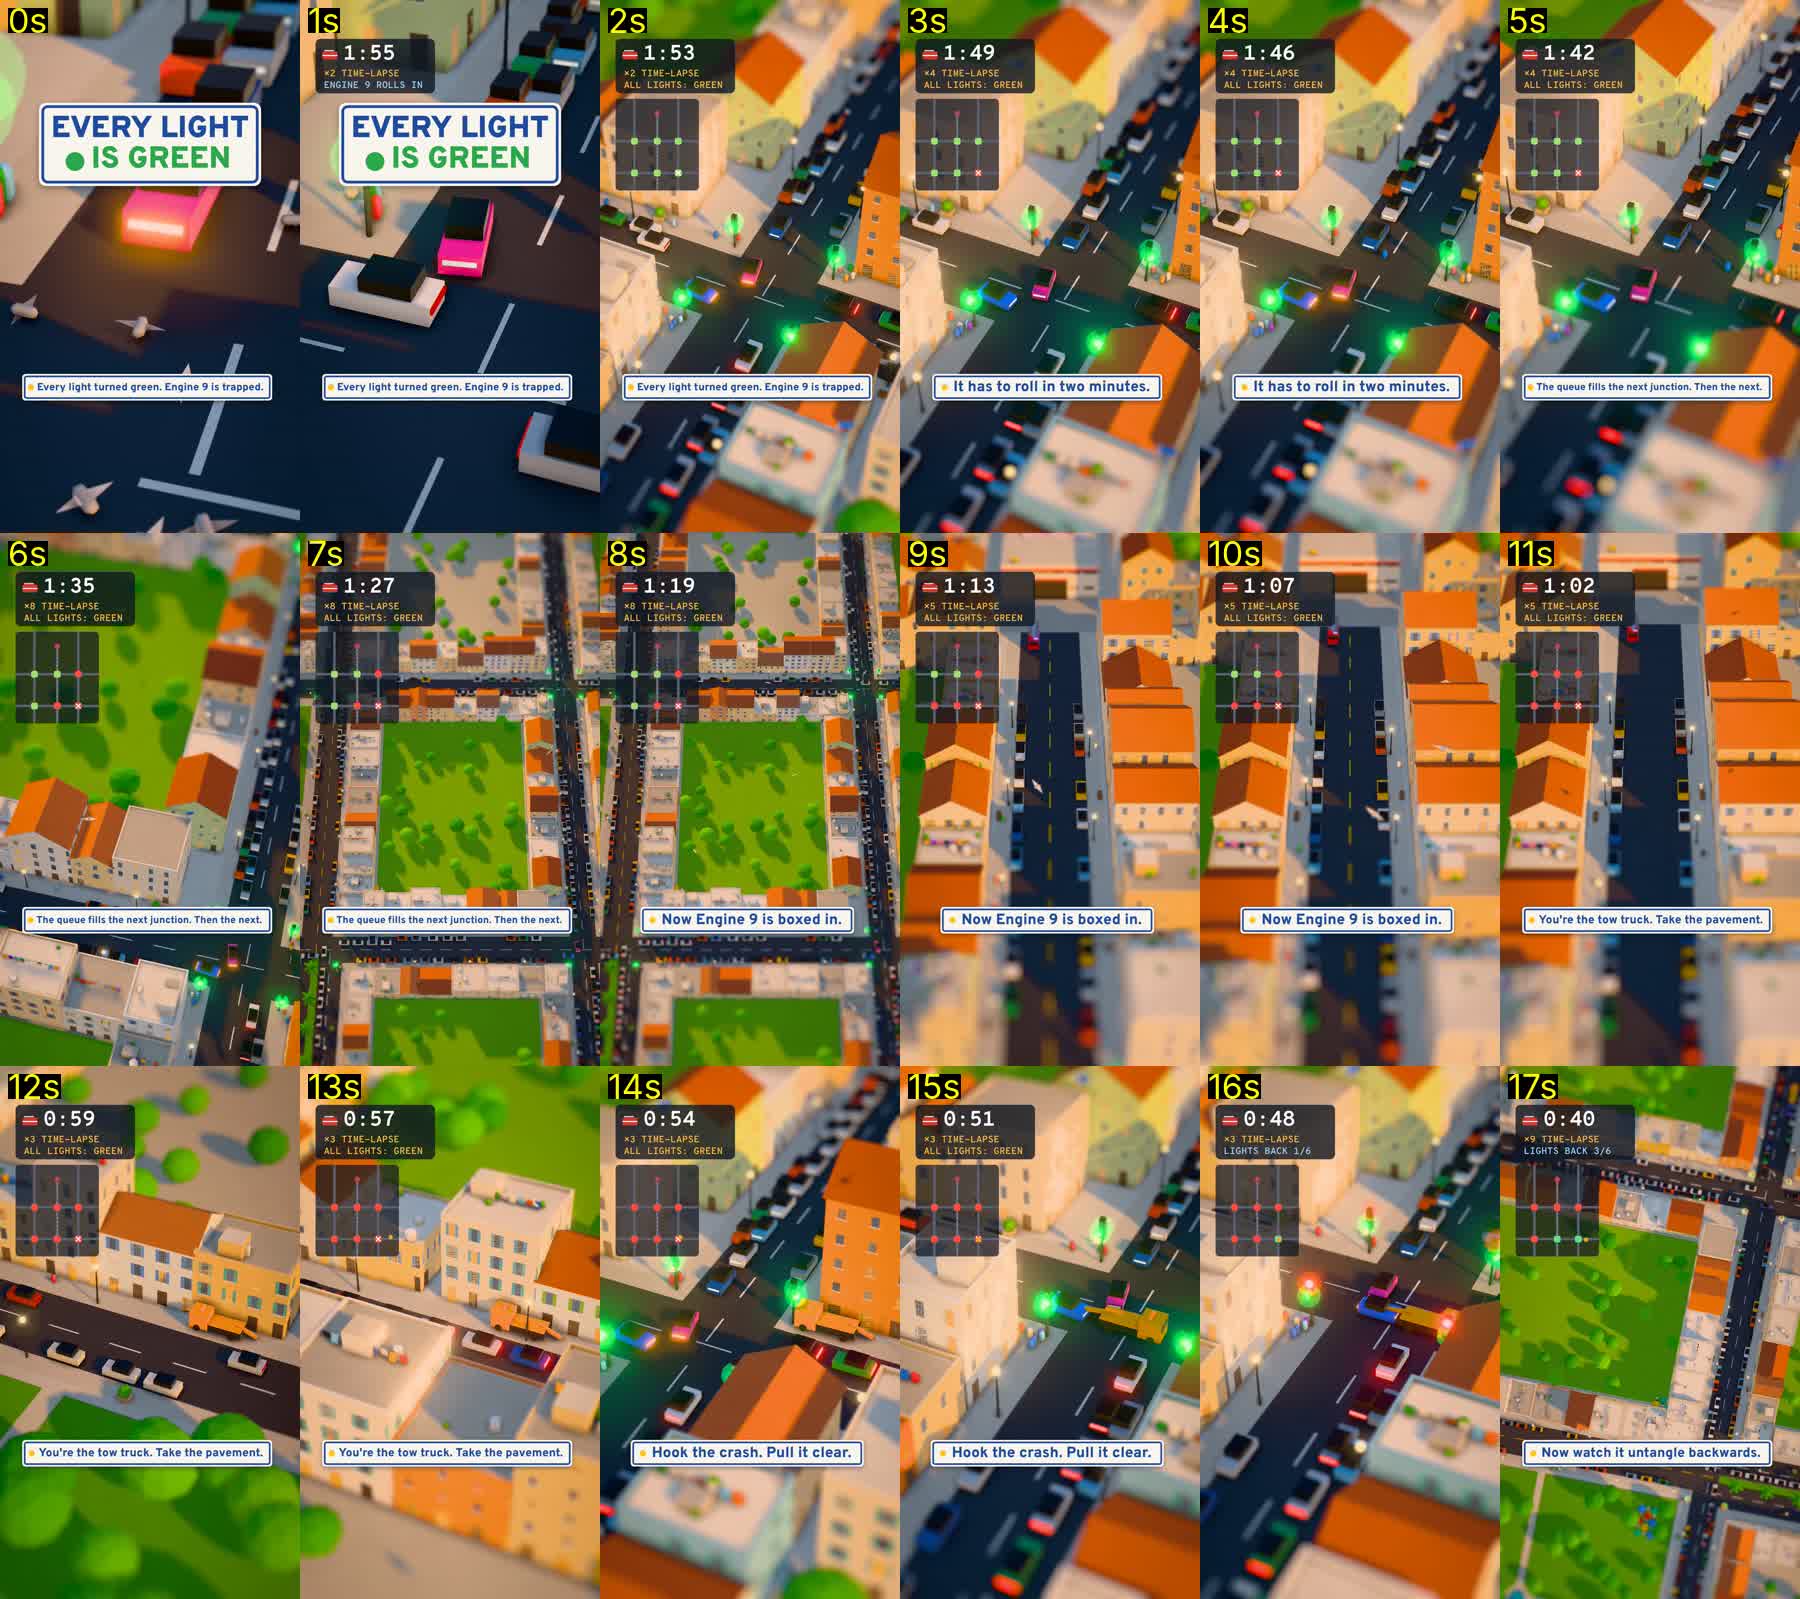 0s
EVERY LIGHT
IS GREEN
Every light turned green. Engine 9 is trapped.
1s
1:55
×2 TIME-LAPSE
ENGINE 9 ROLLS IN
EVERY LIGHT
IS GREEN
Every light turned green. Engine 9 is trapped.
2s
1:53
×2 TIME-LAPSE
ALL LIGHTS: GREEN
Every light turned green. Engine 9 is trapped.
3s
1:49
×4 TIME-LAPSE
ALL LIGHTS: GREEN
It has to roll in two minutes.
4s
1:46
×4 TIME-LAPSE
ALL LIGHTS: GREEN
It has to roll in two minutes.
5s
1:42
×4 TIME-LAPSE
ALL LIGHTS: GREEN
The queue fills the next junction. Then the next.
6s
1:35
×8 TIME-LAPSE
ALL LIGHTS: GREEN
The queue fills the next junction. Then the next.
7s
1:27
×8 TIME-LAPSE
ALL LIGHTS: GREEN
The queue fills the next junction. Then the next.
8s
1:19
×8 TIME-LAPSE
ALL LIGHTS: GREEN
Now Engine 9 is boxed in.
9s
1:13
×5 TIME-LAPSE
ALL LIGHTS: GREEN
Now Engine 9 is boxed in.
10s
1:07
×5 TIME-LAPSE
ALL LIGHTS: GREEN
Now Engine 9 is boxed in.
11s
1:02
×5 TIME-LAPSE
ALL LIGHTS: GREEN
You're the tow truck. Take the pavement.
12s
0:59
×3 TIME-LAPSE
ALL LIGHTS: GREEN
You're the tow truck. Take the pavement.
13s
0:57
×3 TIME-LAPSE
ALL LIGHTS: GREEN
You're the tow truck. Take the pavement.
14s
0:54
×3 TIME-LAPSE
ALL LIGHTS: GREEN
Hook the crash. Pull it clear.
15s
0:51
×3 TIME-LAPSE
ALL LIGHTS: GREEN
Hook the crash. Pull it clear.
16s
0:48
×3 TIME-LAPSE
LIGHTS BACK 1/6
17s
0:40
×9 TIME-LAPSE
LIGHTS BACK 3/6
Now watch it untangle backwards.